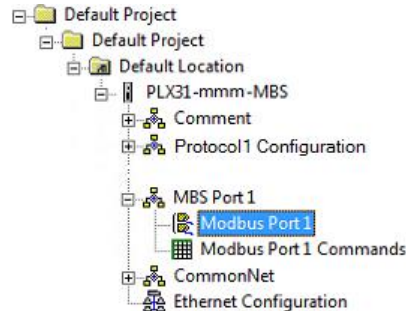 Default Project
Default Project
Default Location
PLX31-mmm-MBS
Comment
Protocol1 Configuration
MBS Port 1
Modbus Port 1
Modbus Port 1 Commands
CommonNet
Ethernet Configuration